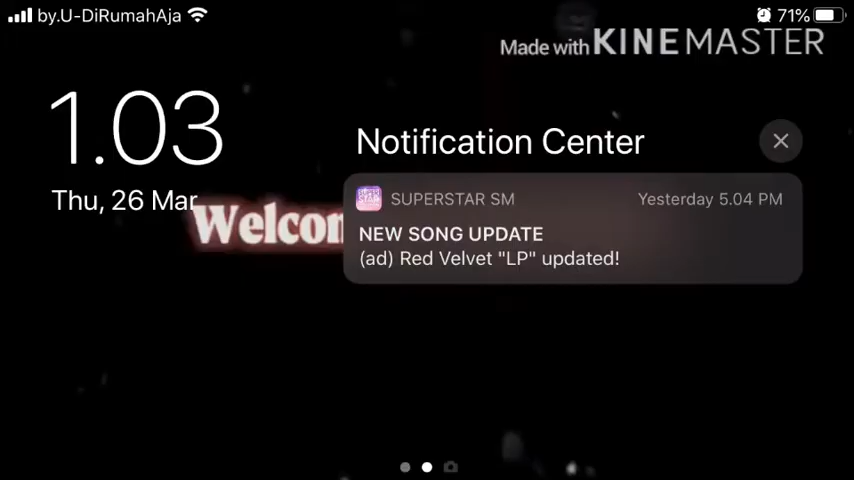 by.U-DiRumahAja
71%
Made with KINEMASTER
1.03
Thu, 26 Mar
Notification Center
SUPERSTAR SM
Yesterday 5.04 PM
NEW SONG UPDATE
(ad) Red Velvet "LP" updated!
Welcom